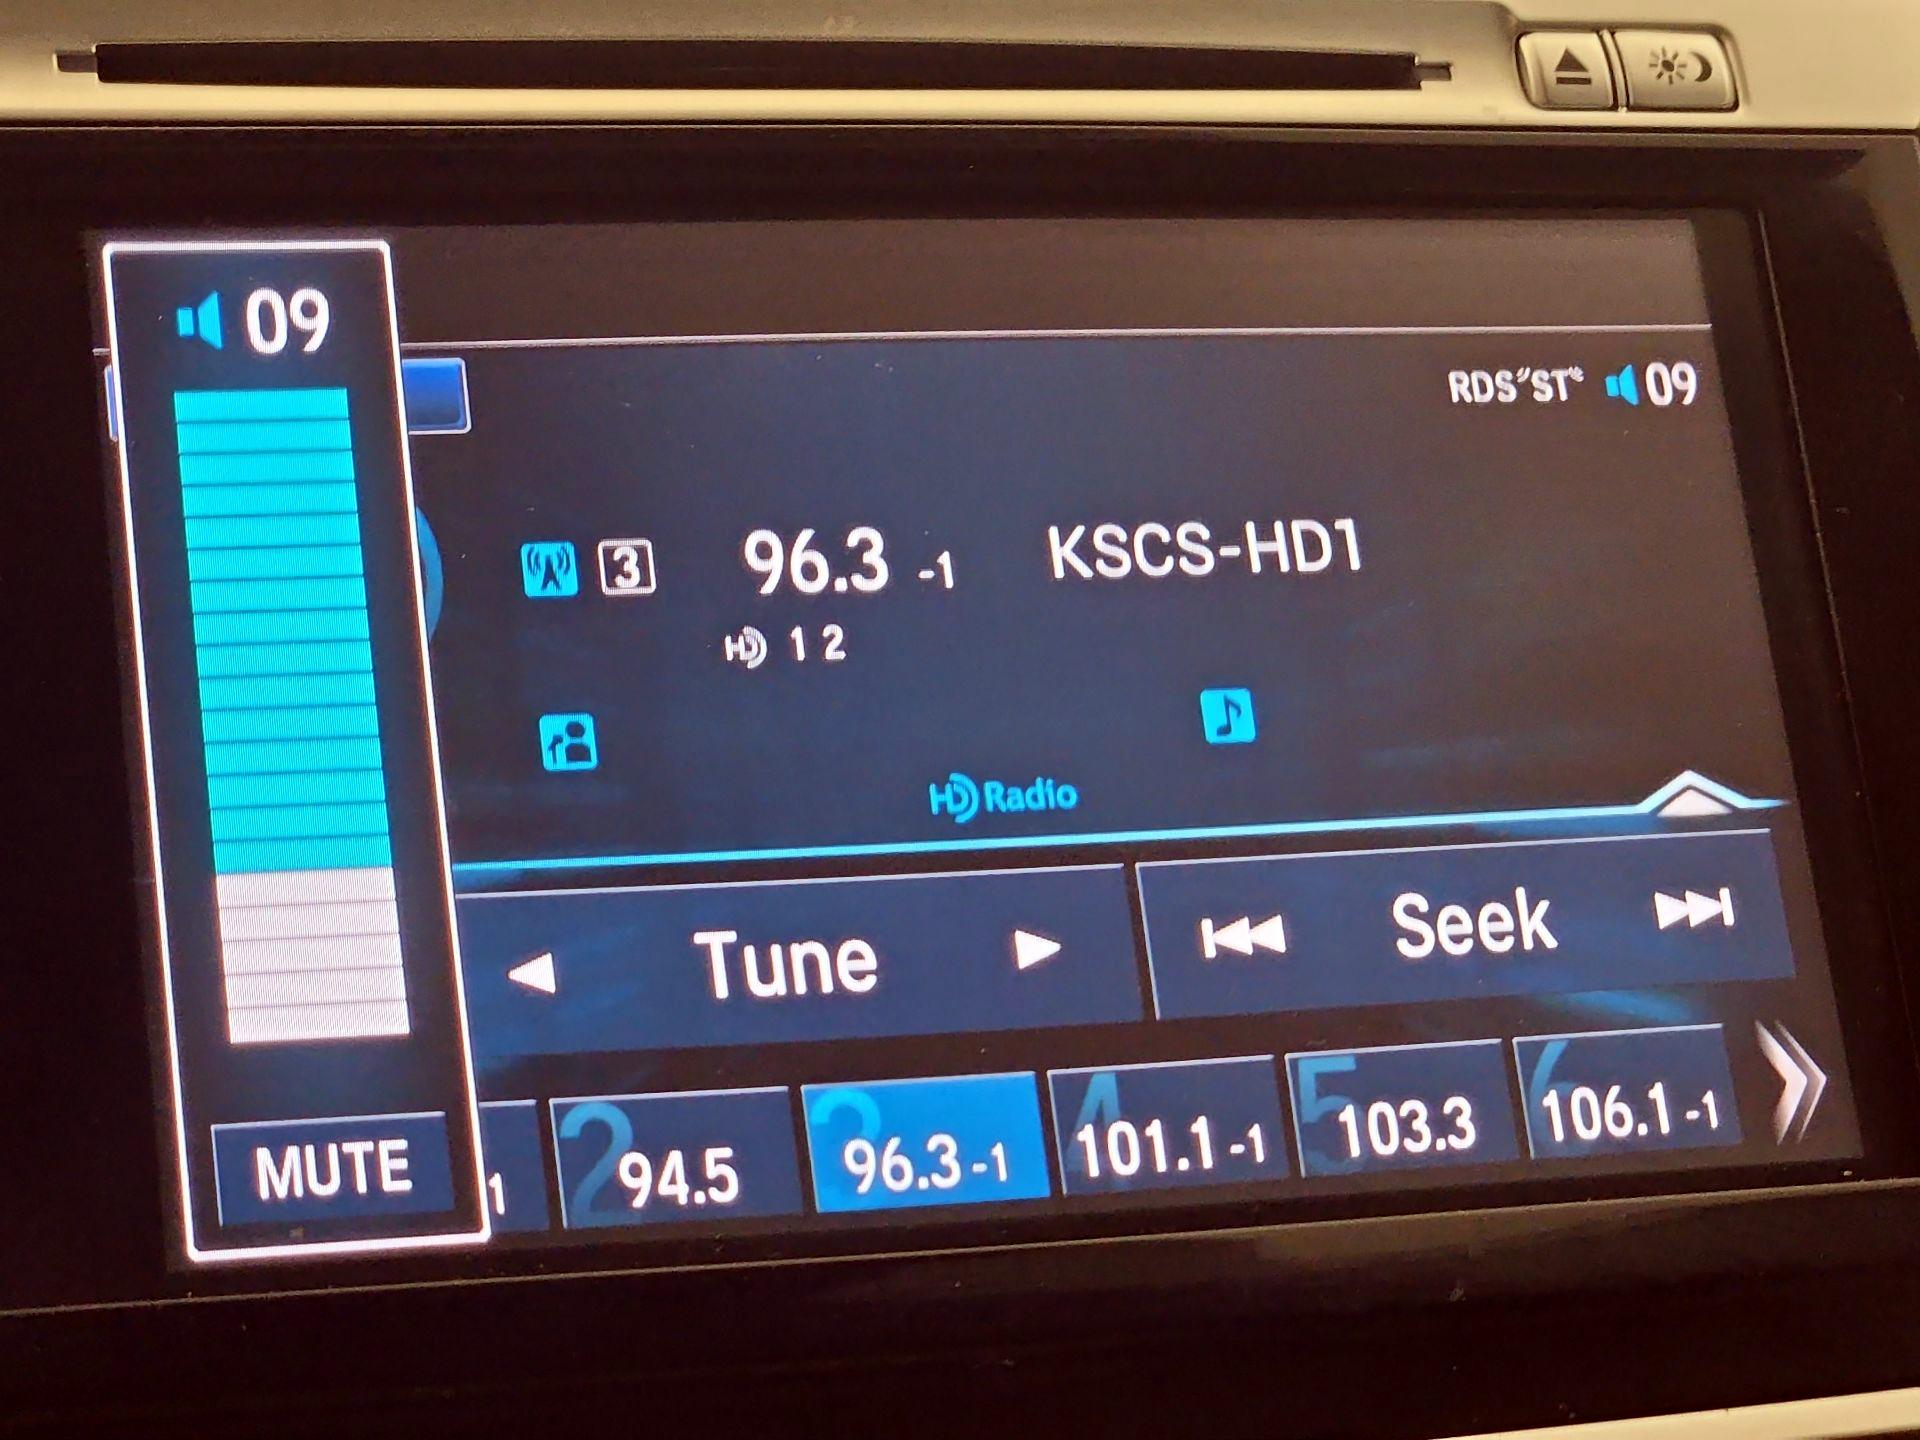 09
RDS ST 09
3 96.3 -1 KSCS-HD1
HD 1 2
HD Radio
Tune Seek
MUTE 1 2 94.5 3 96.3-1 4 101.1-1 5 103.3 6 106.1-1